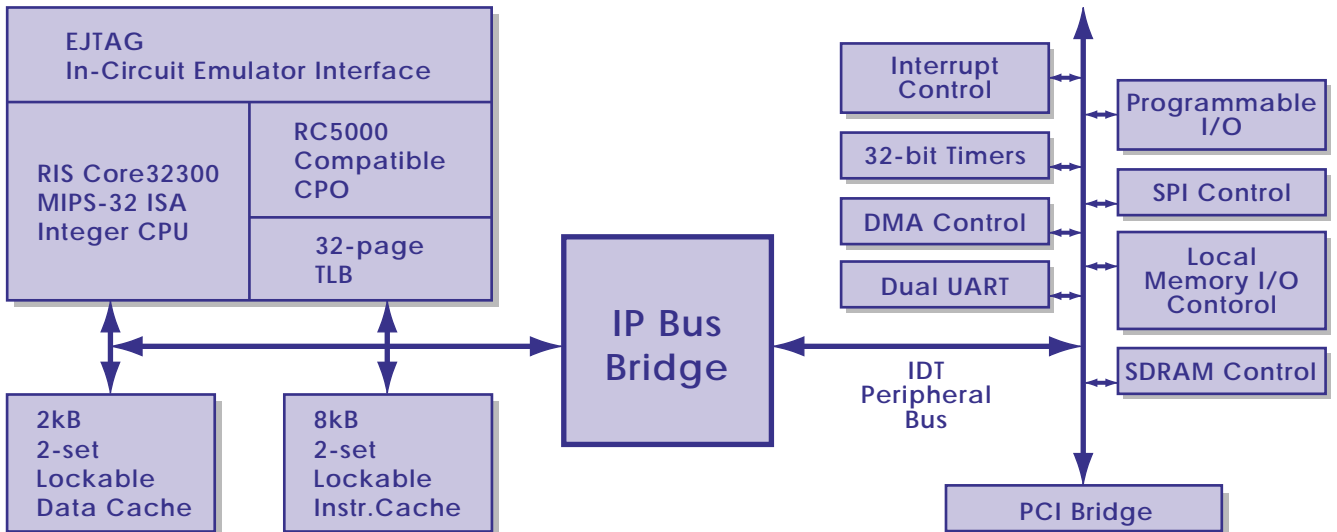 EJTAG
In-Circuit Emulator Interface
RIS Core32300
MIPS-32 ISA
Integer CPU
RC5000
Compatible
CPO
32-page
TLB
2kB
2-set
Lockable
Data Cache
8kB
2-set
Lockable
Instr.Cache
IP Bus
Bridge
IDT
Peripheral
Bus
Interrupt
Control
32-bit Timers
DMA Control
Dual UART
Programmable
I/O
SPI Control
Local
Memory I/O
Contorol
SDRAM Control
PCI Bridge